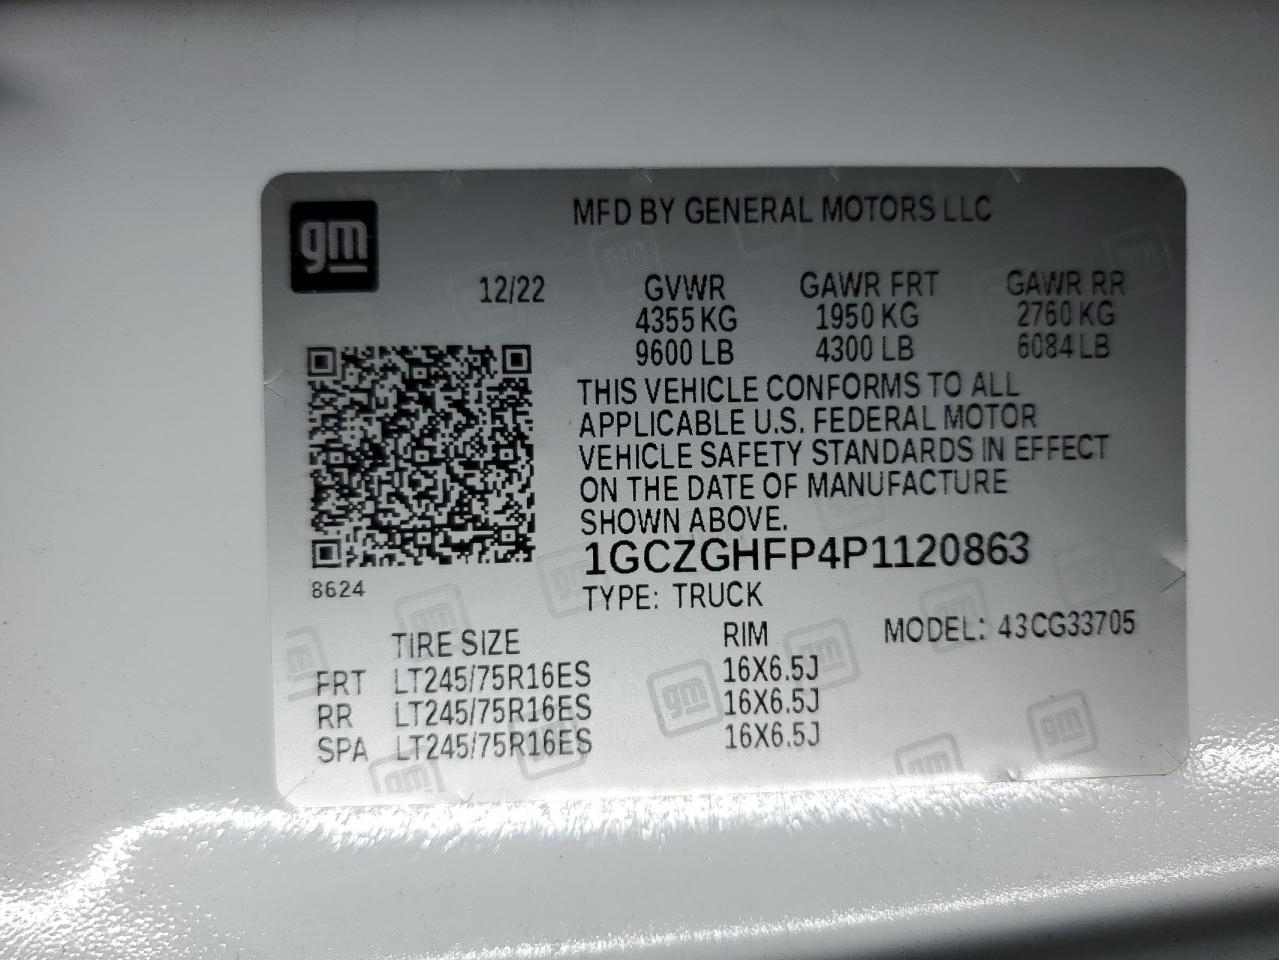 gm
MFD BY GENERAL MOTORS LLC
12/22 GVWR GAWR FRT GAWR RR
4355 KG 1950 KG 2760 KG
9600 LB 4300 LB 6084 LB
THIS VEHICLE CONFORMS TO ALL
APPLICABLE U.S. FEDERAL MOTOR
VEHICLE SAFETY STANDARDS IN EFFECT
ON THE DATE OF MANUFACTURE
SHOWN ABOVE.
1GCZGHFP4P1120863
8624
TYPE: TRUCK
TIRE SIZE RIM MODEL: 43CG33705
FRT LT245/75R16ES 16X6.5J
RR LT245/75R16ES 16X6.5J
SPA LT245/75R16ES 16X6.5J